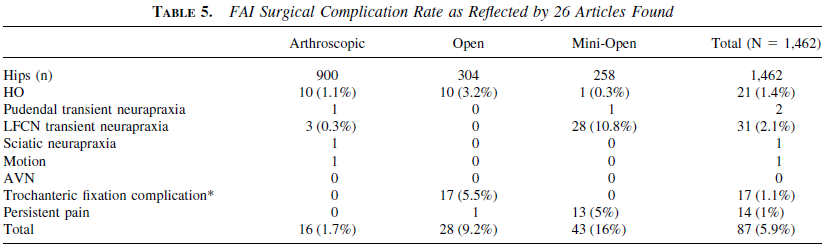 TABLE 5. FAI Surgical Complication Rate as Reflected by 26 Articles Found
Arthroscopic Open Mini-Open Total (N = 1,462)
Hips (n) 900 304 258 1,462
HO 10 (1.1%) 10 (3.2%) 1 (0.3%) 21 (1.4%)
Pudendal transient neurapraxia 1 0 1 2
LFCN transient neurapraxia 3 (0.3%) 0 28 (10.8%) 31 (2.1%)
Sciatic neurapraxia 1 0 0 1
Motion 1 0 0 1
AVN 0 0 0 0
Trochanteric fixation complication* 0 17 (5.5%) 0 17 (1.1%)
Persistent pain 0 1 13 (5%) 14 (1%)
Total 16 (1.7%) 28 (9.2%) 43 (16%) 87 (5.9%)